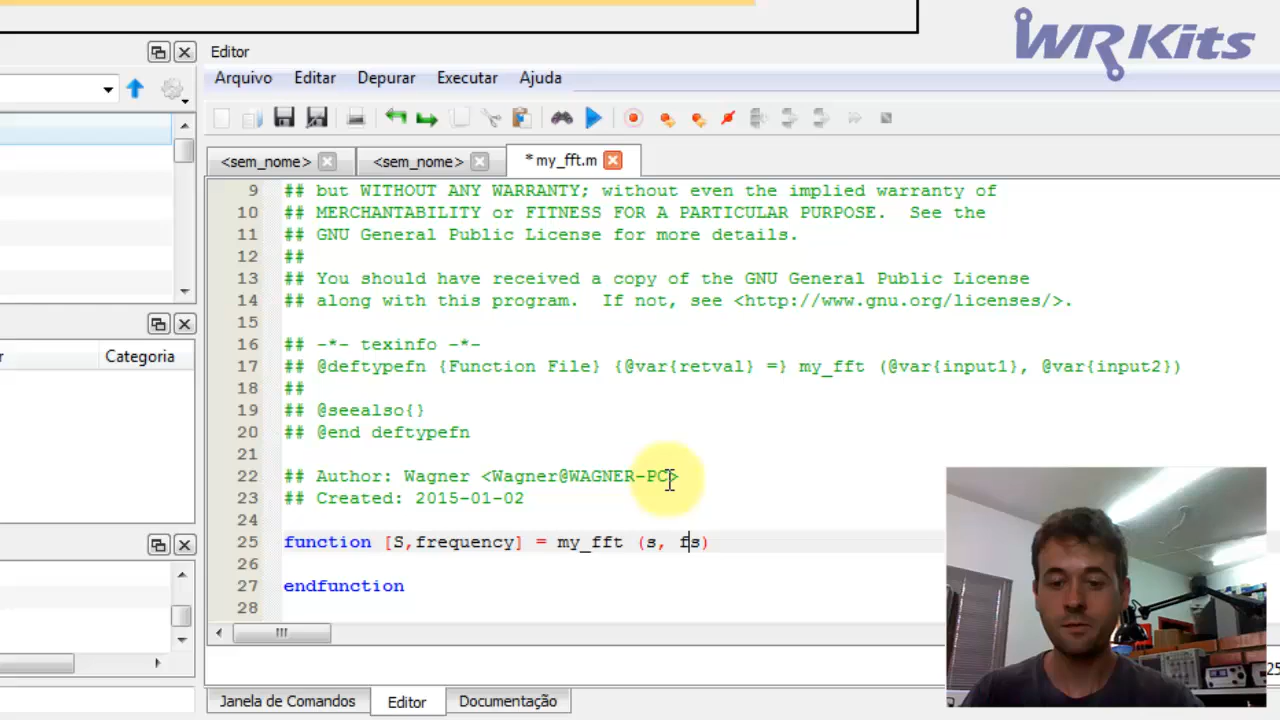 WR Kits
Editor
Arquivo Editar Depurar Executar Ajuda
<sem_nome> <sem_nome> * my_fft.m
9 ## but WITHOUT ANY WARRANTY; without even the implied warranty of
10 ## MERCHANTABILITY or FITNESS FOR A PARTICULAR PURPOSE.  See the
11 ## GNU General Public License for more details.
12 ##
13 ## You should have received a copy of the GNU General Public License
14 ## along with this program.  If not, see <http://www.gnu.org/licenses/>.
15
16 ## -*- texinfo -*-
17 ## @deftypefn {Function File} {@var{retval} =} my_fft (@var{input1}, @var{input2})
18 ##
19 ## @seealso{}
20 ## @end deftypefn
21
22 ## Author: Wagner <Wagner@WAGNER-PC>
23 ## Created: 2015-01-02
24
25 function [S,frequency] = my_fft (s, fs)
26
27 endfunction
28
r Categoria
Janela de Comandos Editor Documentação